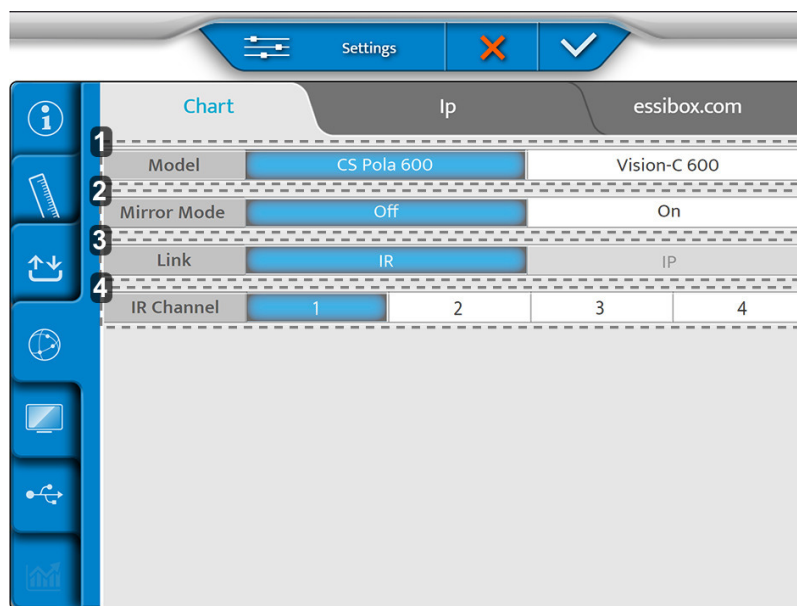 Settings
Chart Ip essibox.com
1
Model CS Pola 600 Vision-C 600
2
Mirror Mode Off On
3
Link IR IP
4
IR Channel 1 2 3 4